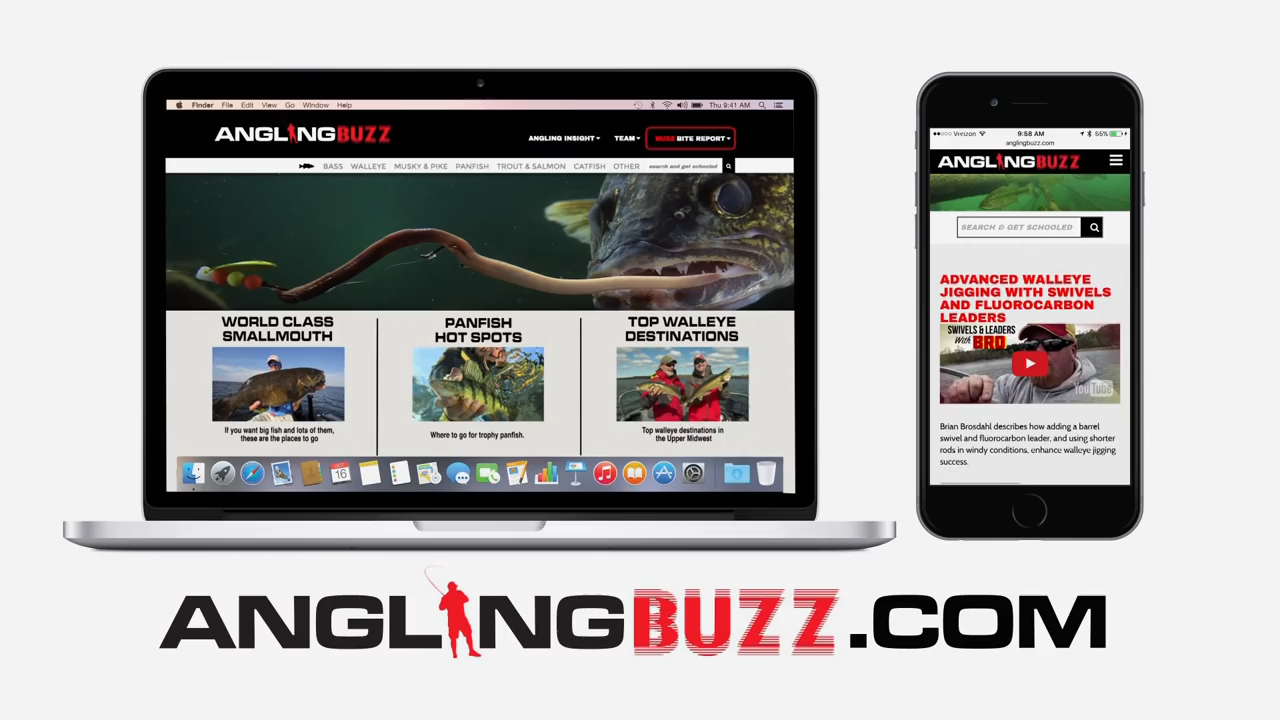 Finder File Edit View Go Window Help
Thu 9:41 AM
ANGLINGBUZZ
ANGLING INSIGHT TEAM BUZZ BITE REPORT
BASS WALLEYE MUSKY & PIKE PANFISH TROUT & SALMON CATFISH OTHER search and get schooled
WORLD CLASS
SMALLMOUTH
If you want big fish and lots of them,
these are the places to go
PANFISH
HOT SPOTS
Where to go for trophy panfish.
TOP WALLEYE
DESTINATIONS
Top walleye destinations in
the Upper Midwest
16
Verizon 9:58 AM 55%
anglingbuzz.com
ANGLINGBUZZ
SEARCH & GET SCHOOLED
ADVANCED WALLEYE
JIGGING WITH SWIVELS
AND FLUOROCARBON
LEADERS
SWIVELS & LEADERS
With BRO
YouTube
Brian Brosdahl describes how adding a barrel
swivel and fluorocarbon leader, and using shorter
rods in windy conditions, enhance walleye jigging
success.
ANGLINGBUZZ.COM